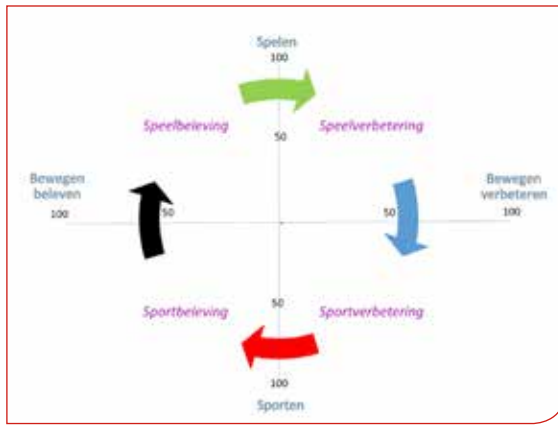 Spelen
100
Speelbeleving
50
Speelverbetering
Bewegen
beleven
100
50
50
Bewegen
verbeteren
100
50
Sportbeleving
Sportverbetering
100
Sporten